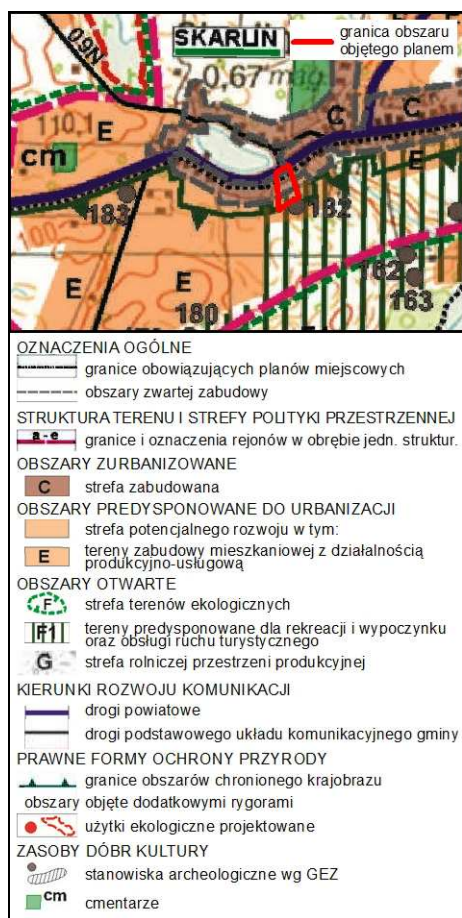 N60
SKARLIN
granica obszaru
objętego planem
0,67
C
C
110,1
E
cm
E
183
182
100
E
E
180
162
163
OZNACZENIA OGÓLNE
granice obowiązujących planów miejscowych
obszary zwartej zabudowy
STRUKTURA TERENU I STREFY POLITYKI PRZESTRZENNEJ
a - e
granice i oznaczenia rejonów w obrębie jedn. struktur.
OBSZARY ZURBANIZOWANE
C
strefa zabudowana
OBSZARY PREDYSPONOWANE DO URBANIZACJI
strefa potencjalnego rozwoju w tym:
E
tereny zabudowy mieszkaniowej z działalnością
produkcyjno-usługową
OBSZARY OTWARTE
F
strefa terenów ekologicznych
F1
tereny predysponowane dla rekreacji i wypoczynku
oraz obsługi ruchu turystycznego
G
strefa rolniczej przestrzeni produkcyjnej
KIERUNKI ROZWOJU KOMUNIKACJI
drogi powiatowe
drogi podstawowego układu komunikacyjnego gminy
PRAWNE FORMY OCHRONY PRZYRODY
granice obszarów chronionego krajobrazu
obszary objęte dodatkowymi rygorami
użytki ekologiczne projektowane
ZASOBY DÓBR KULTURY
stanowiska archeologiczne wg GEZ
cm
cmentarze